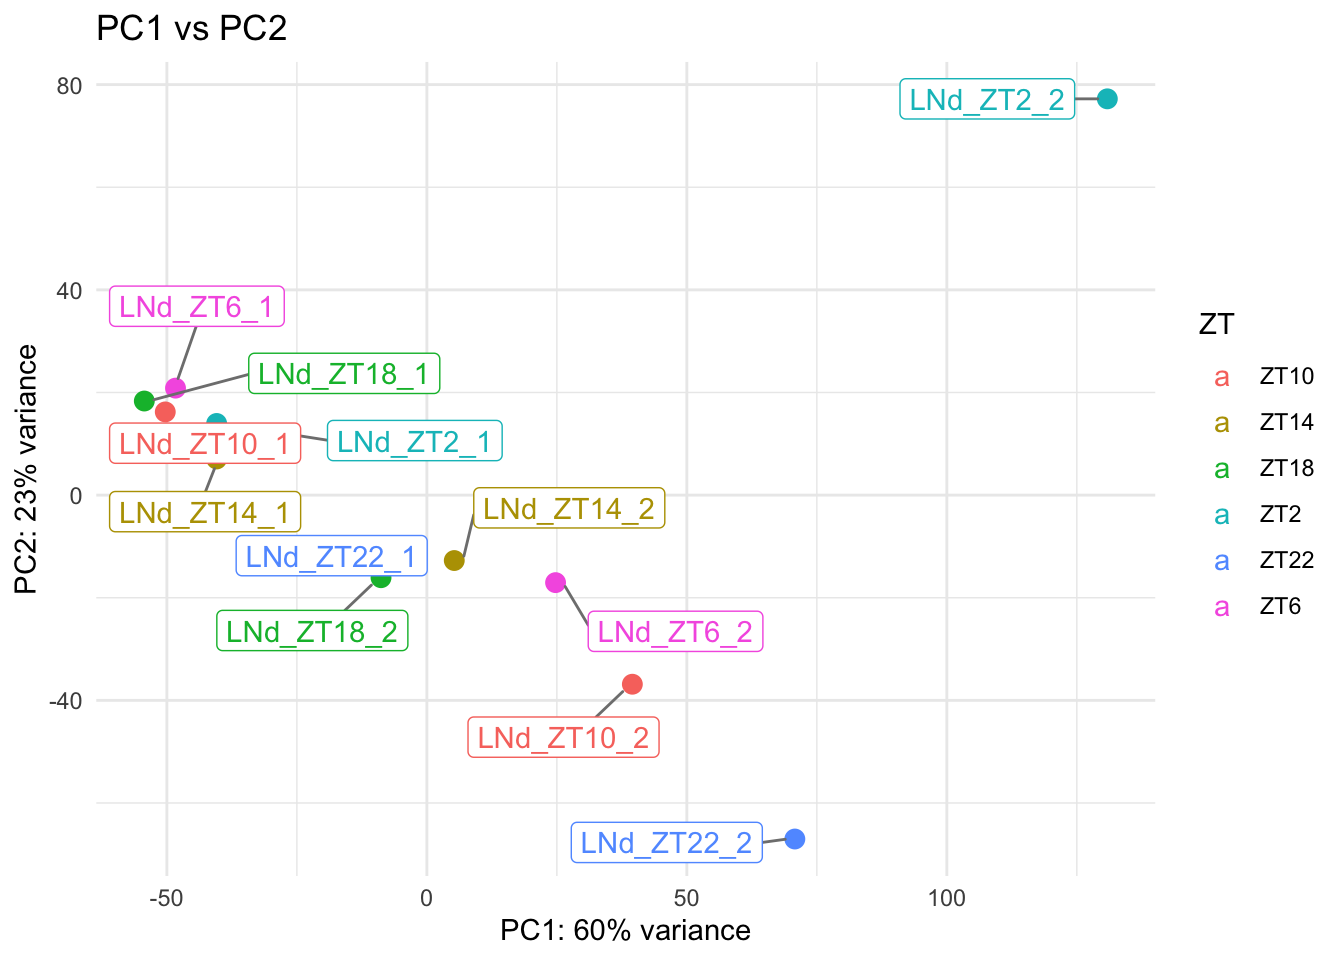 PC1 vs PC2
80
40
0
-40
PC2: 23% variance
LNd_ZT2_2
LNd_ZT6_1
LNd_ZT18_1
LNd_ZT10_1
LNd_ZT2_1
LNd_ZT14_1
LNd_ZT14_2
LNd_ZT22_1
LNd_ZT18_2
LNd_ZT6_2
LNd_ZT10_2
LNd_ZT22_2
-50
0
50
100
PC1: 60% variance
ZT
a ZT10
a ZT14
a ZT18
a ZT2
a ZT22
a ZT6